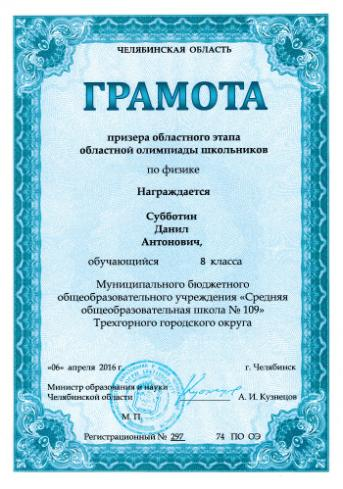 ЧЕЛЯБИНСКАЯ ОБЛАСТЬ
ГРАМОТА
призера областного этапа
областной олимпиады школьников
по физике
Награждается
Субботин
Данил
Антонович,
обучающийся 8 класса
Муниципального бюджетного
общеобразовательного учреждения «Средняя
общеобразовательная школа № 109»
Трехгорного городского округа
«06» апреля 2016 г. г. Челябинск
Министр образования и науки
Челябинской области А. И. Кузнецов
М. П.
Регистрационный № 297 74 ПО ОЭ